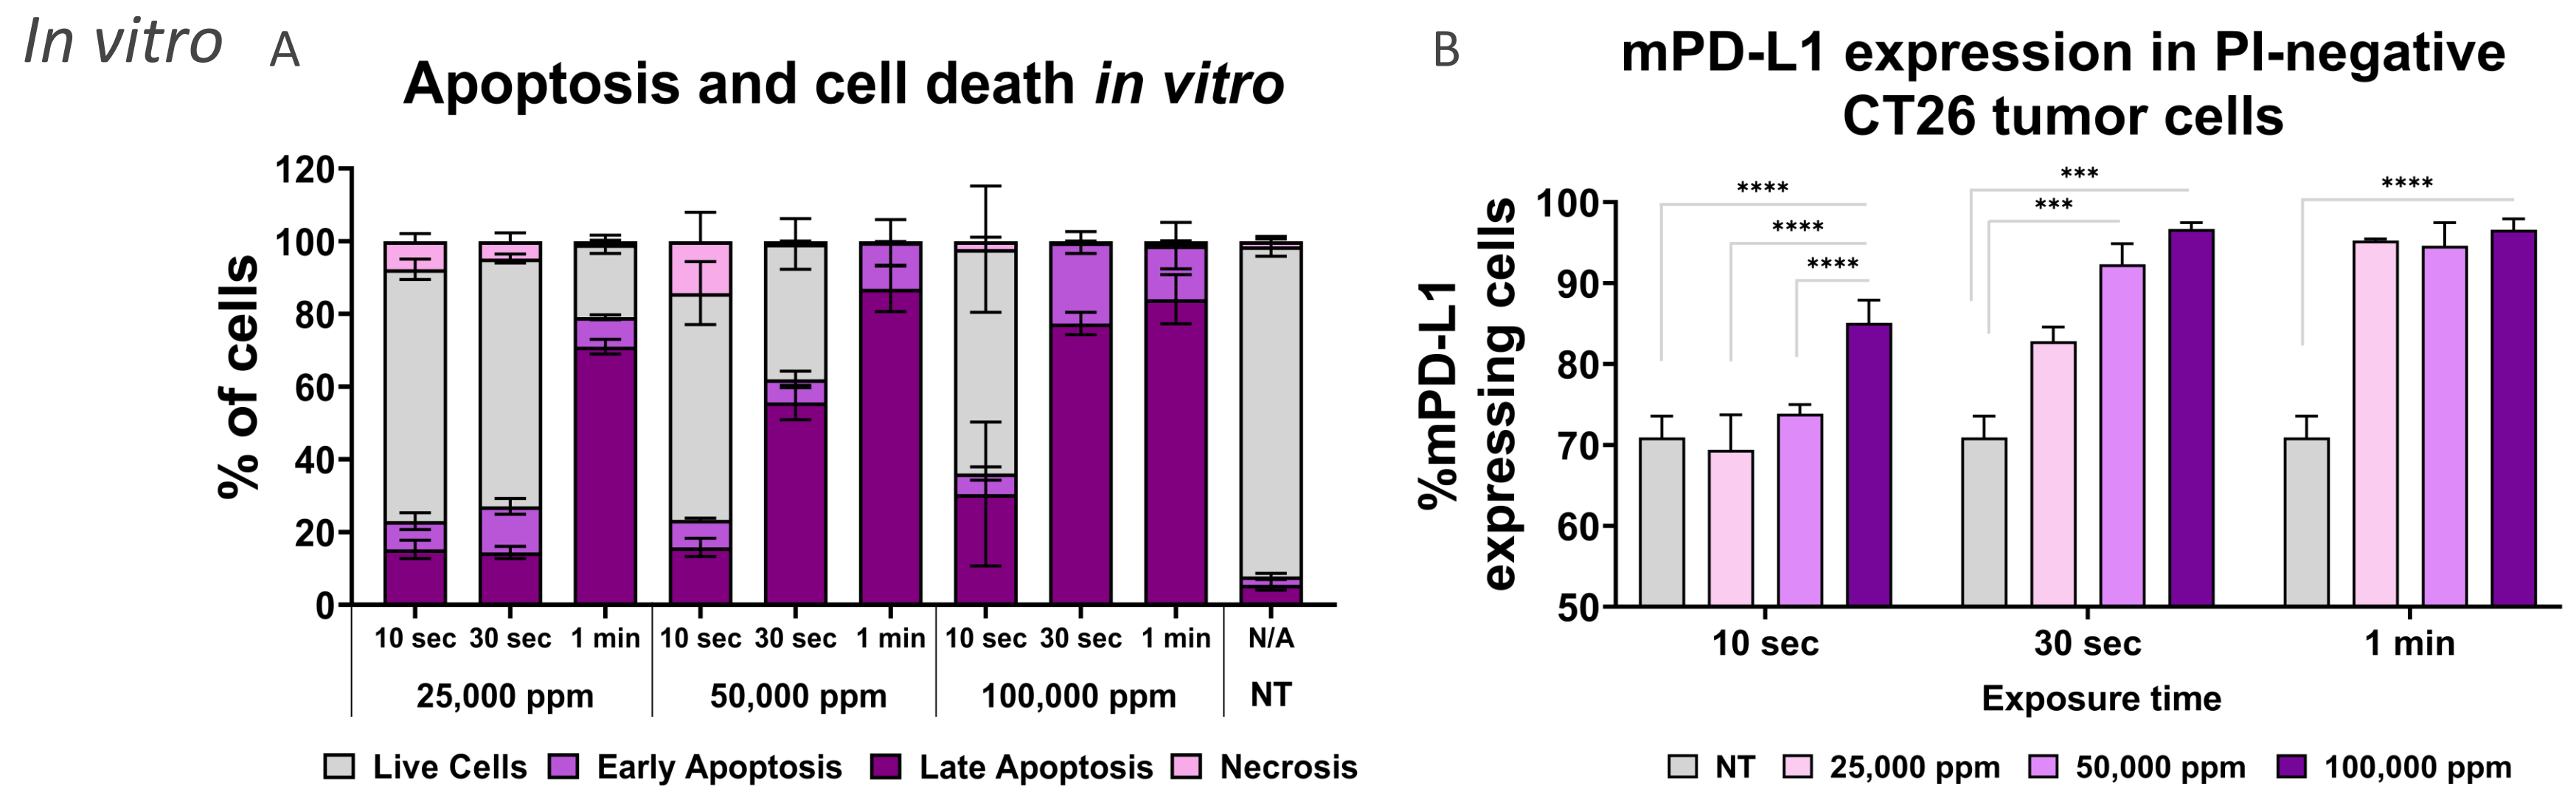 In vitro
A
Apoptosis and cell death in vitro
120
100
80
60
40
20
0
% of cells
10 sec 30 sec 1 min 10 sec 30 sec 1 min 10 sec 30 sec 1 min N/A
25,000 ppm 50,000 ppm 100,000 ppm NT
Live Cells Early Apoptosis Late Apoptosis Necrosis
B
mPD-L1 expression in PI-negative
CT26 tumor cells
%mPD-L1
expressing cells
100
90
80
70
60
50
**** **** ****
*** ***
****
10 sec 30 sec 1 min
Exposure time
NT 25,000 ppm 50,000 ppm 100,000 ppm